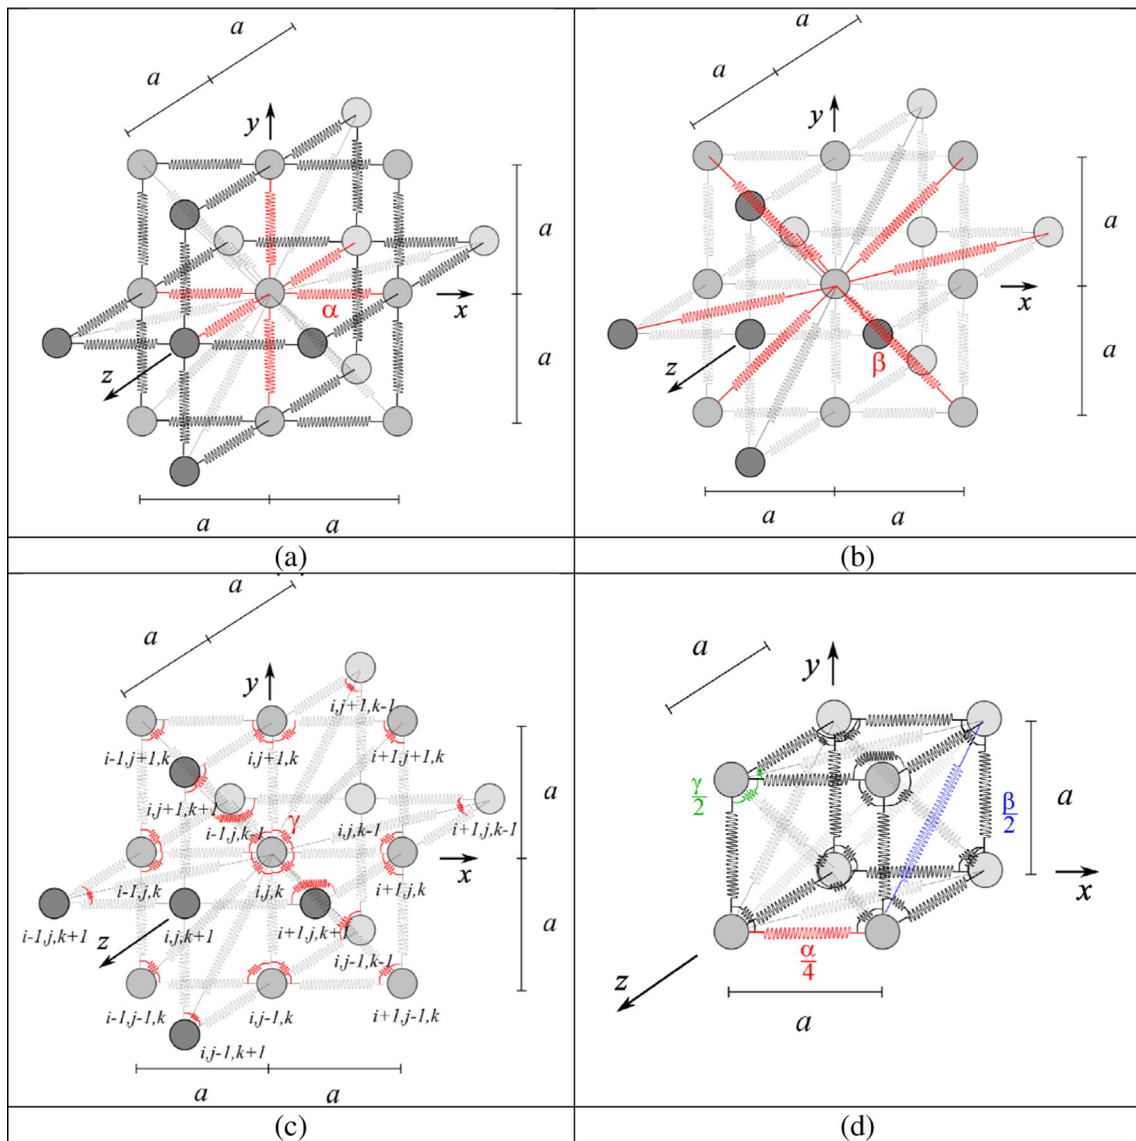 a
a
y
a
α
x
z
a
a
a
(a)
a
a
y
a
x
z
β
a
a
a
(b)
a
a
y
i,j+1,k-1
i-1,j+1,k
i,j+1,k
i+1,j+1,k
a
i,j+1,k+1
i-1,j,k-1
γ
i,j,k-1
i+1,j,k-1
x
i-1,j,k
i,j,k
i+1,j,k
i-1,j,k+1
z
i,j,k+1
i+1,j,k+1
a
i,j-1,k-1
i-1,j-1,k
i,j-1,k
i+1,j-1,k
i,j-1,k+1
a
a
(c)
a
y
γ/2
β/2
a
x
α/4
z
a
(d)